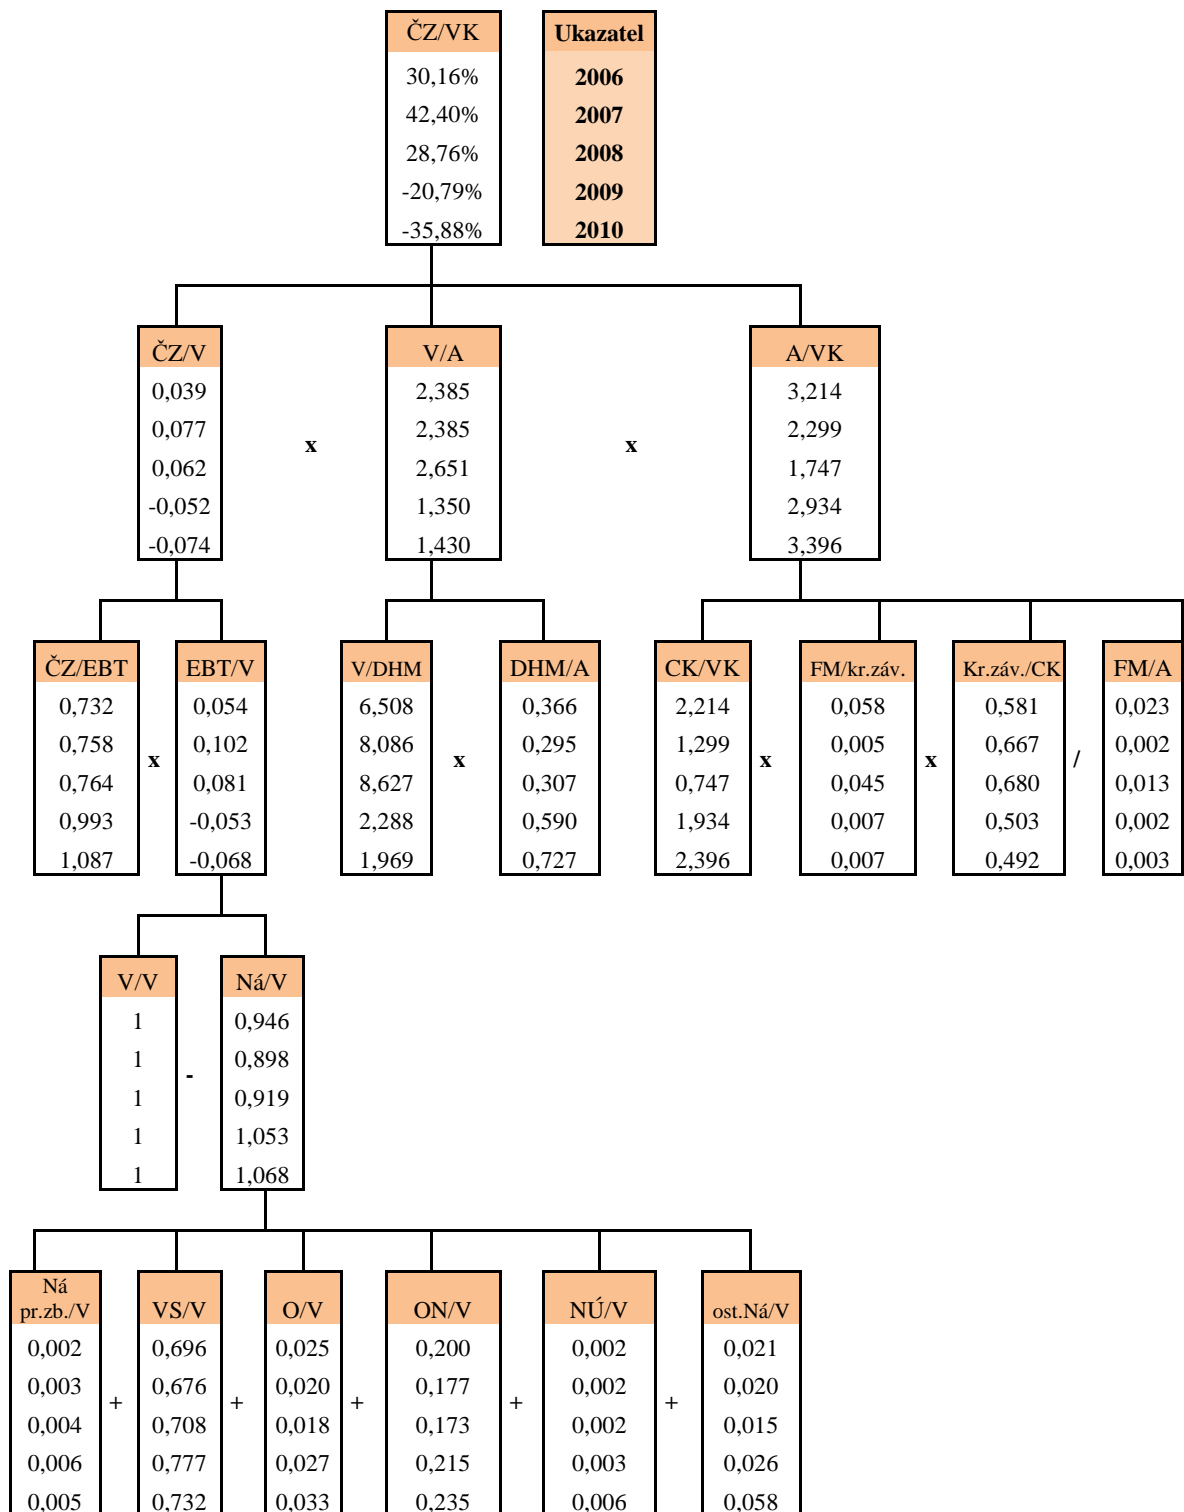 ČZ/VK Ukazatel
30,16% 2006
42,40% 2007
28,76% 2008
-20,79% 2009
-35,88% 2010
ČZ/V V/A A/VK
0,039 2,385 3,214
0,077 2,385 2,299
x x
0,062 2,651 1,747
-0,052 1,350 2,934
-0,074 1,430 3,396
ČZ/EBT EBT/V V/DHM DHM/A CK/VK FM/kr.záv. Kr.záv./CK FM/A
0,732 0,054 6,508 0,366 2,214 0,058 0,581 0,023
0,758 0,102 8,086 0,295 1,299 0,005 0,667 0,002
x x x x /
0,764 0,081 8,627 0,307 0,747 0,045 0,680 0,013
0,993 -0,053 2,288 0,590 1,934 0,007 0,503 0,002
1,087 -0,068 1,969 0,727 2,396 0,007 0,492 0,003
V/V Ná/V
1 0,946
1 0,898
-
1 0,919
1 1,053
1 1,068
Ná
pr.zb./V VS/V O/V ON/V NÚ/V ost.Ná/V
0,002 0,696 0,025 0,200 0,002 0,021
0,003 0,676 0,020 0,177 0,002 0,020
+ + + + +
0,004 0,708 0,018 0,173 0,002 0,015
0,006 0,777 0,027 0,215 0,003 0,026
0,005 0,732 0,033 0,235 0,006 0,058